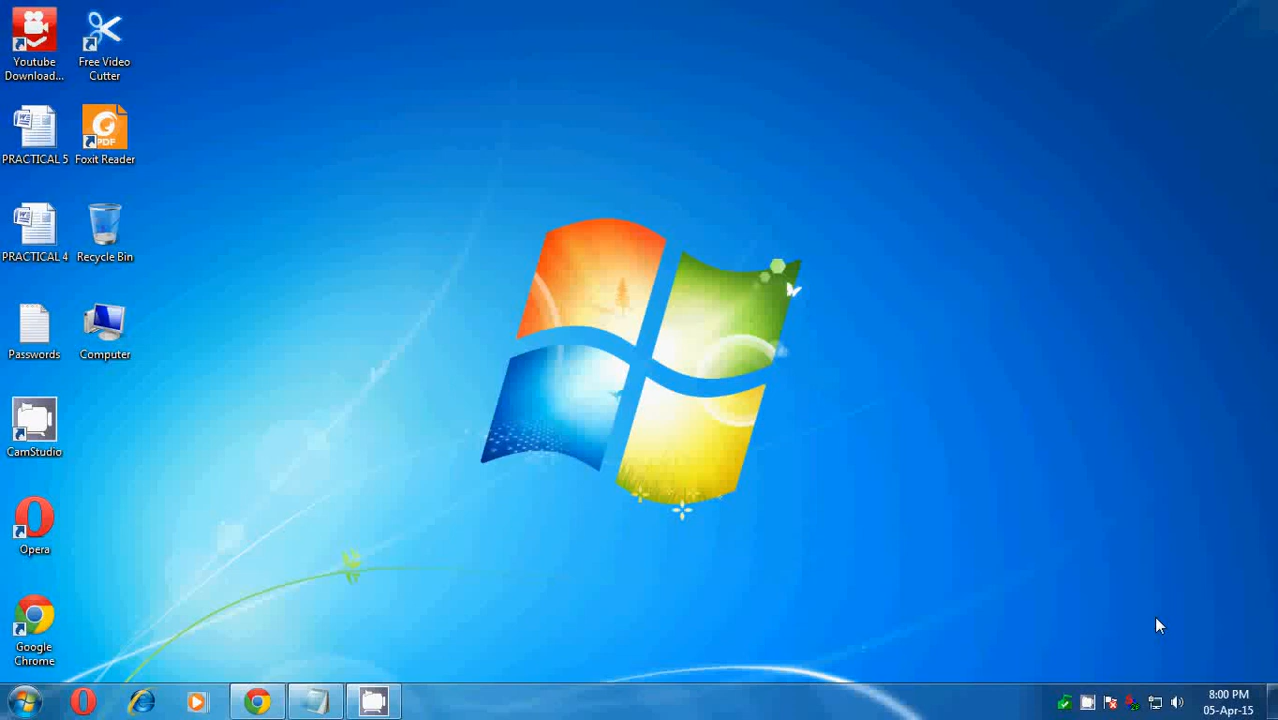 Youtube
Download...
Free Video
Cutter
PRACTICAL 5
PDF
Foxit Reader
PRACTICAL 4
Recycle Bin
Passwords
Computer
CamStudio
Opera
Google
Chrome
8:00 PM
05-Apr-15